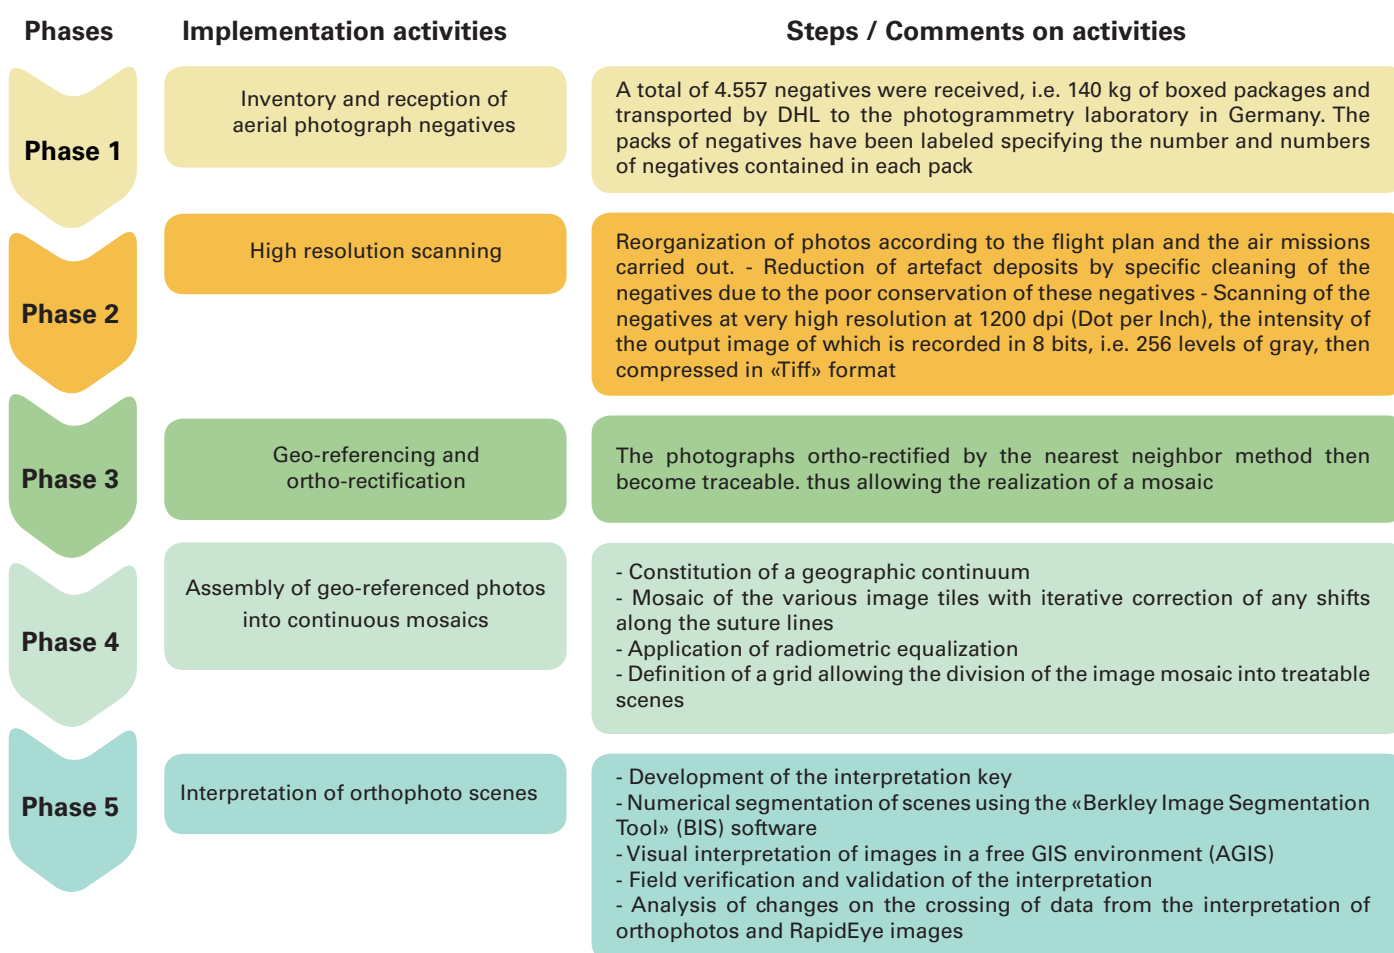 Phases
Implementation activities
Steps / Comments on activities
Phase 1
Inventory and reception of
aerial photograph negatives
A total of 4.557 negatives were received, i.e. 140 kg of boxed packages and
transported by DHL to the photogrammetry laboratory in Germany. The
packs of negatives have been labeled specifying the number and numbers
of negatives contained in each pack
Phase 2
High resolution scanning
Reorganization of photos according to the flight plan and the air missions
carried out. - Reduction of artefact deposits by specific cleaning of the
negatives due to the poor conservation of these negatives - Scanning of the
negatives at very high resolution at 1200 dpi (Dot per Inch), the intensity of
the output image of which is recorded in 8 bits, i.e. 256 levels of gray, then
compressed in «Tiff» format
Phase 3
Geo-referencing and
ortho-rectification
The photographs ortho-rectified by the nearest neighbor method then
become traceable. thus allowing the realization of a mosaic
Phase 4
Assembly of geo-referenced photos
into continuous mosaics
- Constitution of a geographic continuum
- Mosaic of the various image tiles with iterative correction of any shifts
along the suture lines
- Application of radiometric equalization
- Definition of a grid allowing the division of the image mosaic into treatable
scenes
Phase 5
Interpretation of orthophoto scenes
- Development of the interpretation key
- Numerical segmentation of scenes using the «Berkley Image Segmentation
Tool» (BIS) software
- Visual interpretation of images in a free GIS environment (AGIS)
- Field verification and validation of the interpretation
- Analysis of changes on the crossing of data from the interpretation of
orthophotos and RapidEye images